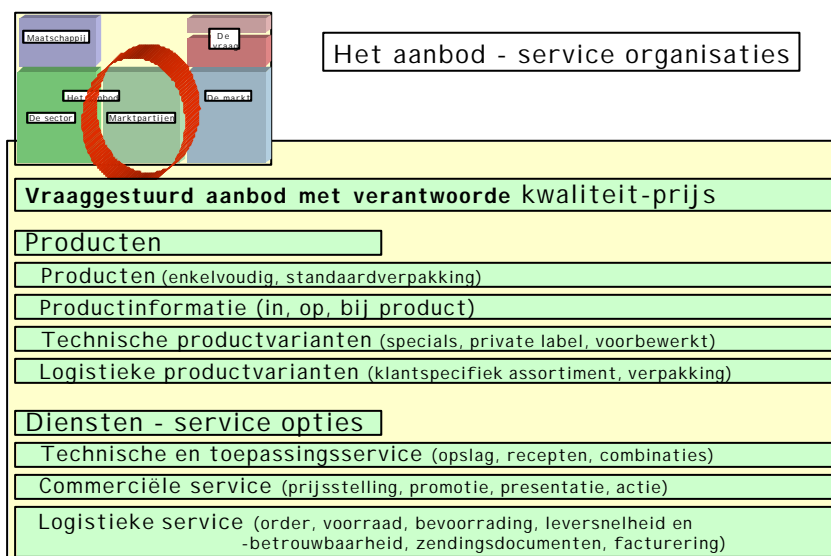 Maatschappij
De
vraag
Het aanbod
De markt
De sector
Marktpartijen
Het aanbod - service organisaties
Vraaggestuurd aanbod met verantwoorde kwaliteit-prijs
Producten
Producten (enkelvoudig, standaardverpakking)
Productinformatie (in, op, bij product)
Technische productvarianten (specials, private label, voorbewerkt)
Logistieke productvarianten (klantspecifiek assortiment, verpakking)
Diensten - service opties
Technische en toepassingsservice (opslag, recepten, combinaties)
Commerciële service (prijsstelling, promotie, presentatie, actie)
Logistieke service (order, voorraad, bevoorrading, leversnelheid en
-betrouwbaarheid, zendingsdocumenten, facturering)